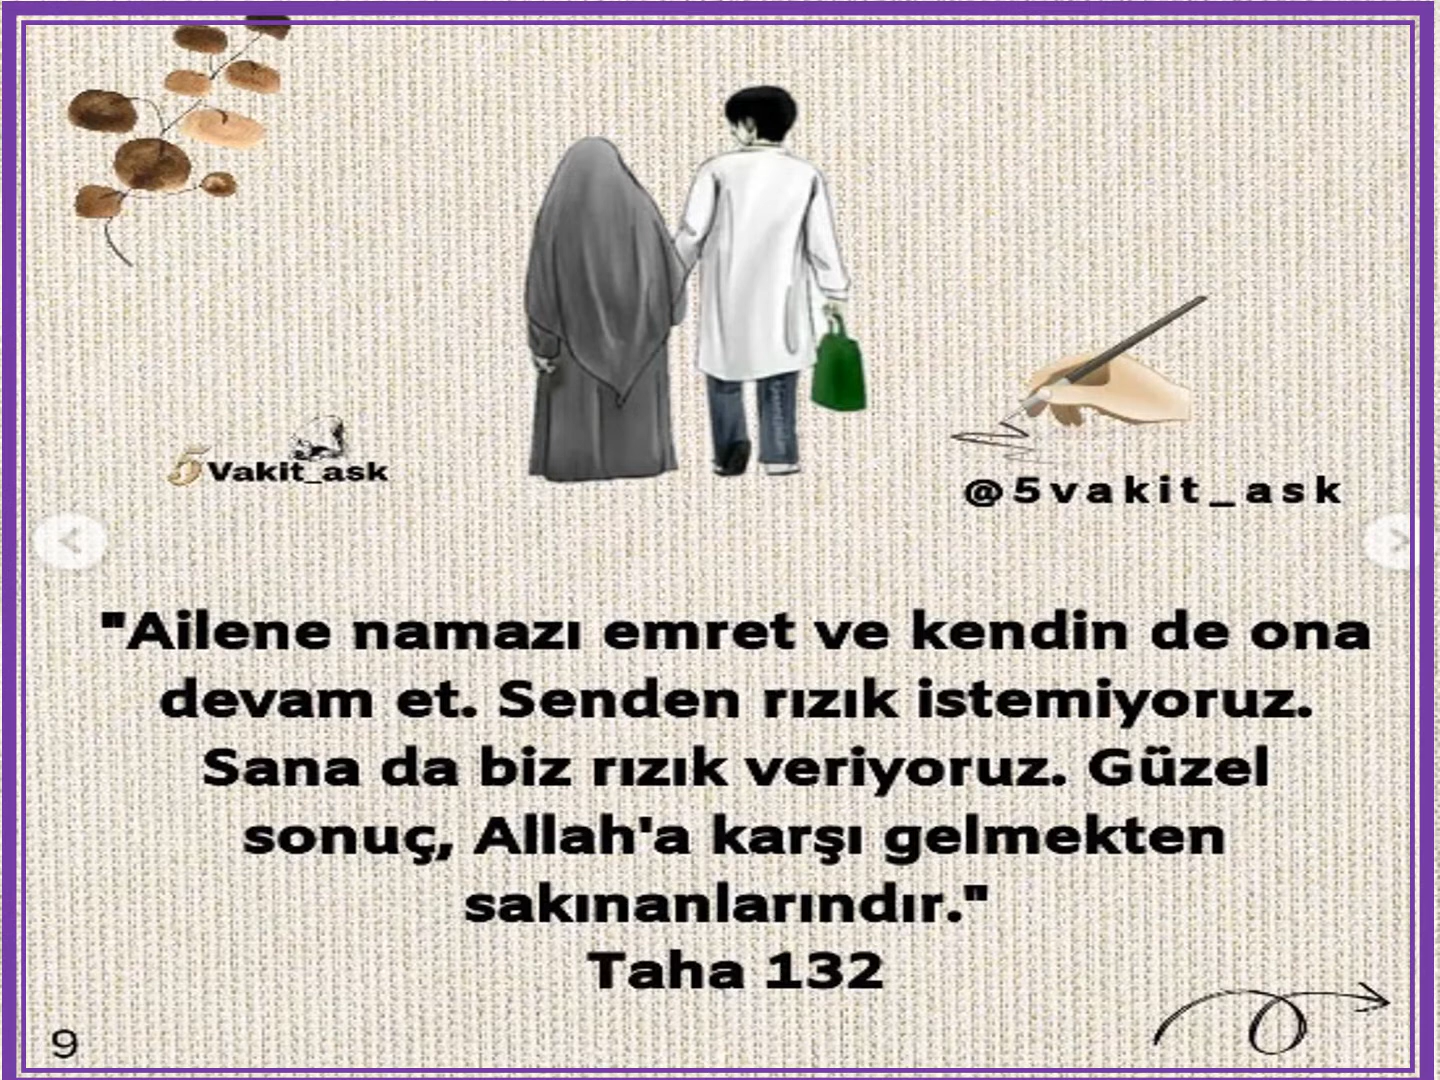 5Vakit_ask
@5vakit_ask
"Ailene namazı emret ve kendin de ona
devam et. Senden rızık istemiyoruz.
Sana da biz rızık veriyoruz. Güzel
sonuç, Allah'a karşı gelmekten
sakınanlarındır."
Taha 132
9